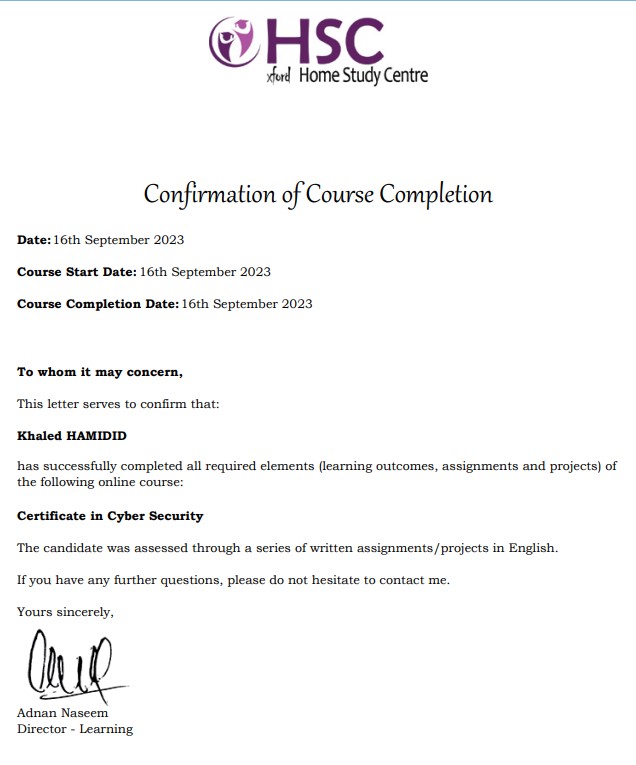 HSC
xford Home Study Centre
Confirmation of Course Completion
Date: 16th September 2023
Course Start Date: 16th September 2023
Course Completion Date: 16th September 2023
To whom it may concern,
This letter serves to confirm that:
Khaled HAMIDID
has successfully completed all required elements (learning outcomes, assignments and projects) of
the following online course:
Certificate in Cyber Security
The candidate was assessed through a series of written assignments/projects in English.
If you have any further questions, please do not hesitate to contact me.
Yours sincerely,
Adnan Naseem
Director - Learning